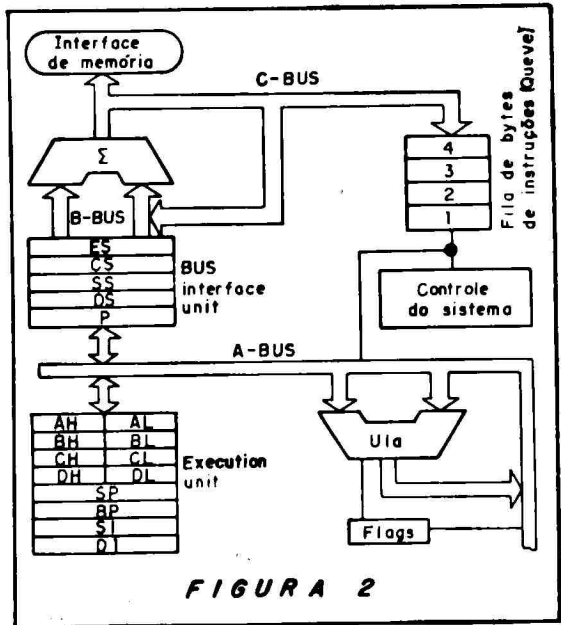 Interface
de memória
C-BUS
Fila de bytes
de instruções (Queve)
Σ
4
3
2
1
B-BUS
ES
CS
SS
DS
P
BUS
interface
unit
Controle
do sistema
A-BUS
AH AL
BH BL
CH CL
DH DL
SP
BP
SI
DI
Execution
unit
Ula
Flags
FIGURA 2